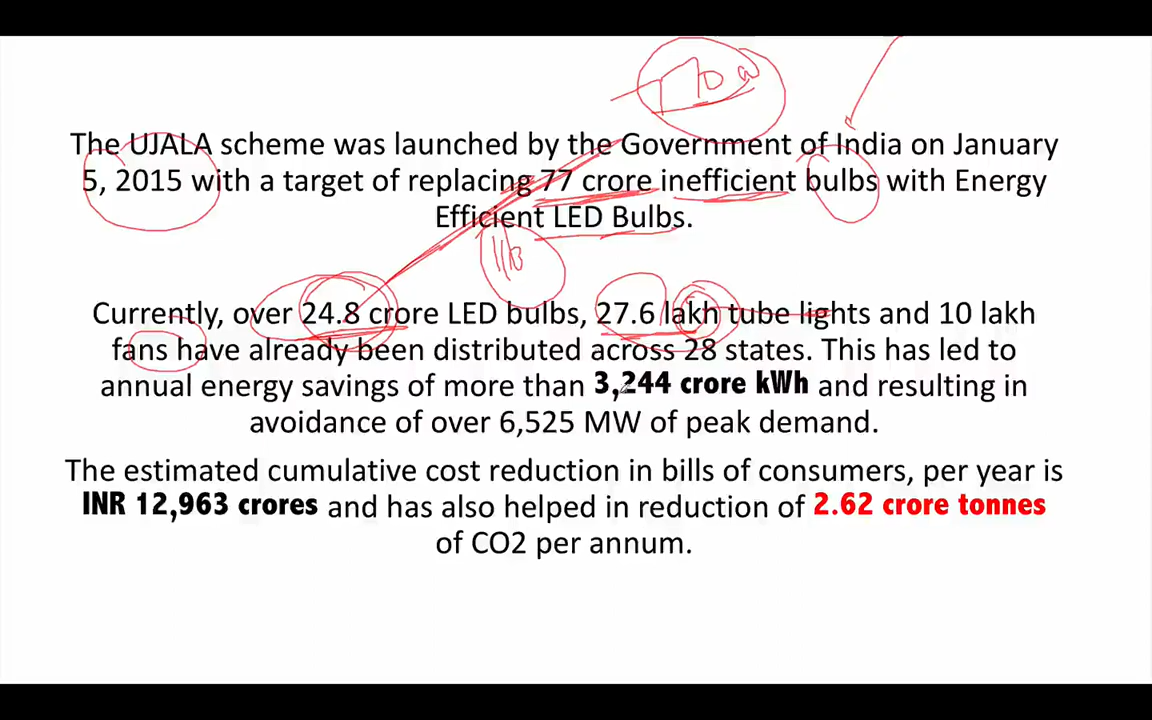 The UJALA scheme was launched by the Government of India on January
5, 2015 with a target of replacing 77 crore inefficient bulbs with Energy
Efficient LED Bulbs.
Currently, over 24.8 crore LED bulbs, 27.6 lakh tube lights and 10 lakh
fans have already been distributed across 28 states. This has led to
annual energy savings of more than 3,244 crore kWh and resulting in
avoidance of over 6,525 MW of peak demand.
The estimated cumulative cost reduction in bills of consumers, per year is
INR 12,963 crores and has also helped in reduction of 2.62 crore tonnes
of CO2 per annum.